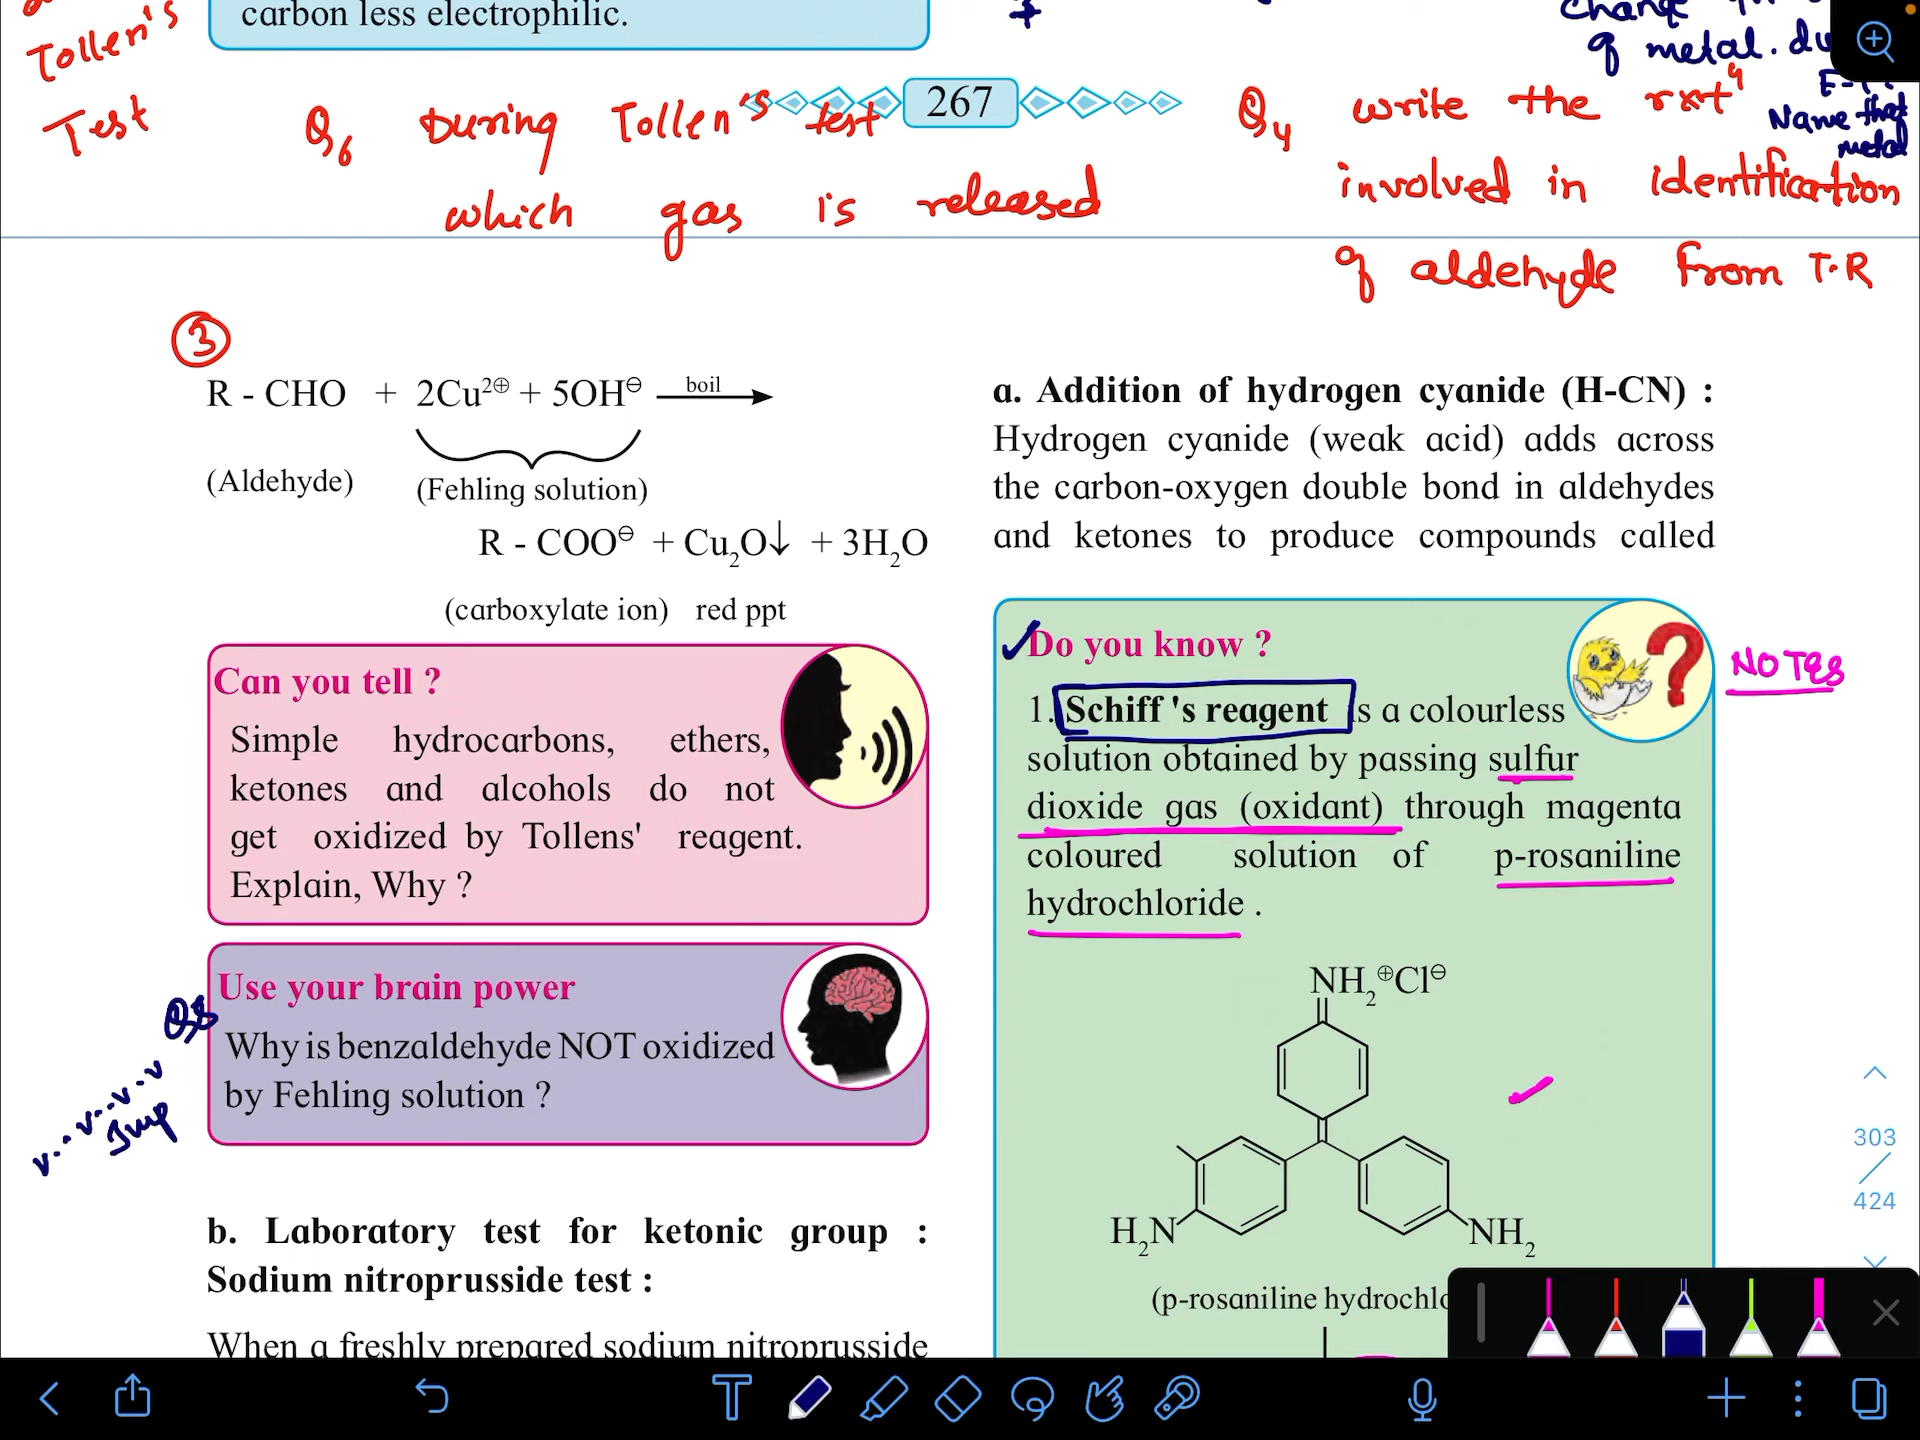 carbon less electrophilic.
Tollen's
Test
267
Q6 During Tollen's test
which gas is released
of metal.
Name that
metal
Q4 write the rxn
involved in identification
of aldehyde from T.R
3
R - CHO + 2Cu²⊕ + 5OH⊖ boil
(Aldehyde) (Fehling solution)
R - COO⊖ + Cu₂O↓ + 3H₂O
(carboxylate ion) red ppt
Can you tell ?
Simple hydrocarbons, ethers,
ketones and alcohols do not
get oxidized by Tollens' reagent.
Explain, Why ?
Use your brain power
Why is benzaldehyde NOT oxidized
by Fehling solution ?
Q8
v...v...v..v
Imp
b. Laboratory test for ketonic group :
Sodium nitroprusside test :
When a freshly prepared sodium nitroprusside
a. Addition of hydrogen cyanide (H-CN) :
Hydrogen cyanide (weak acid) adds across
the carbon-oxygen double bond in aldehydes
and ketones to produce compounds called
Do you know ?
NOTES
1. Schiff 's reagent is a colourless
solution obtained by passing sulfur
dioxide gas (oxidant) through magenta
coloured solution of p-rosaniline
hydrochloride .
NH₂⊕Cl⊖
H₂N
NH₂
(p-rosaniline hydrochlo
303
424
T